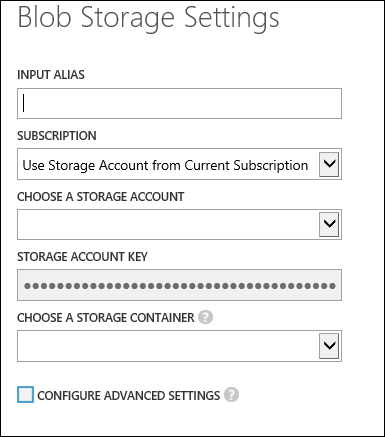 Blob Storage Settings
INPUT ALIAS
SUBSCRIPTION
Use Storage Account from Current Subscription
CHOOSE A STORAGE ACCOUNT
STORAGE ACCOUNT KEY
CHOOSE A STORAGE CONTAINER ?
CONFIGURE ADVANCED SETTINGS ?